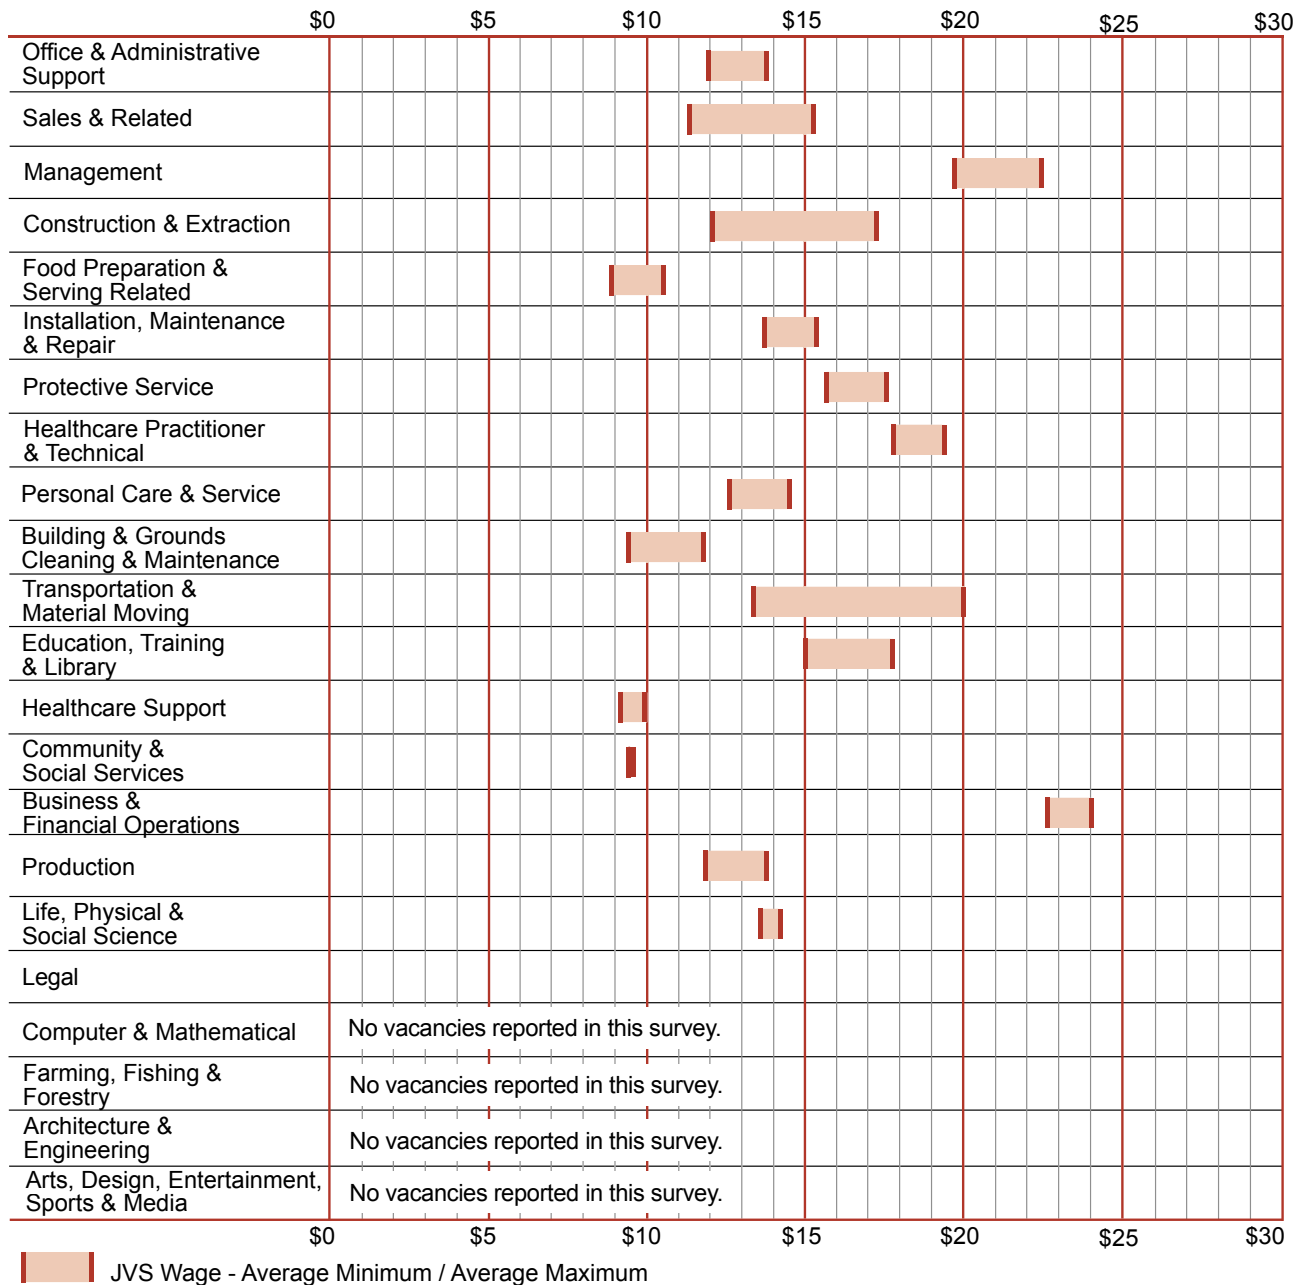 $0 $5 $10 $15 $20 $25 $30
Office & Administrative
Support
Sales & Related
Management
Construction & Extraction
Food Preparation &
Serving Related
Installation, Maintenance
& Repair
Protective Service
Healthcare Practitioner
& Technical
Personal Care & Service
Building & Grounds
Cleaning & Maintenance
Transportation &
Material Moving
Education, Training
& Library
Healthcare Support
Community &
Social Services
Business &
Financial Operations
Production
Life, Physical &
Social Science
Legal
Computer & Mathematical No vacancies reported in this survey.
Farming, Fishing &
Forestry
No vacancies reported in this survey.
Architecture &
Engineering
No vacancies reported in this survey.
Arts, Design, Entertainment,
Sports & Media
No vacancies reported in this survey.
$0 $5 $10 $15 $20 $25 $30
JVS Wage - Average Minimum / Average Maximum